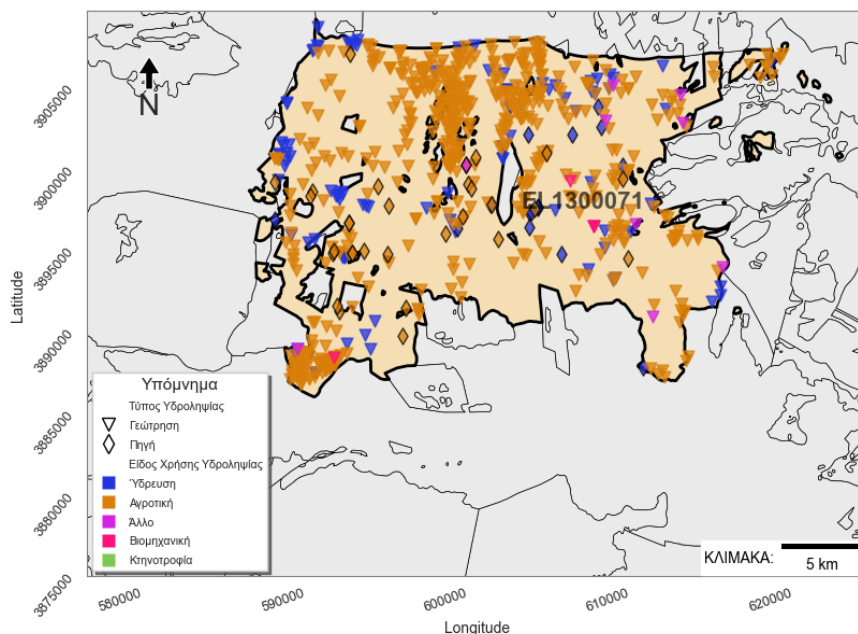 N
3905000
3900000
3895000
3890000
3885000
3880000
3875000
Latitude
EL1300071
Υπόμνημα
Τύπος Υδροληψίας
Γεώτρηση
Πηγή
Είδος Χρήσης Υδροληψίας
Ύδρευση
Αγροτική
Άλλο
Βιομηχανική
Κτηνοτροφία
ΚΛΙΜΑΚΑ:
5 km
580000
590000
600000
610000
620000
Longitude